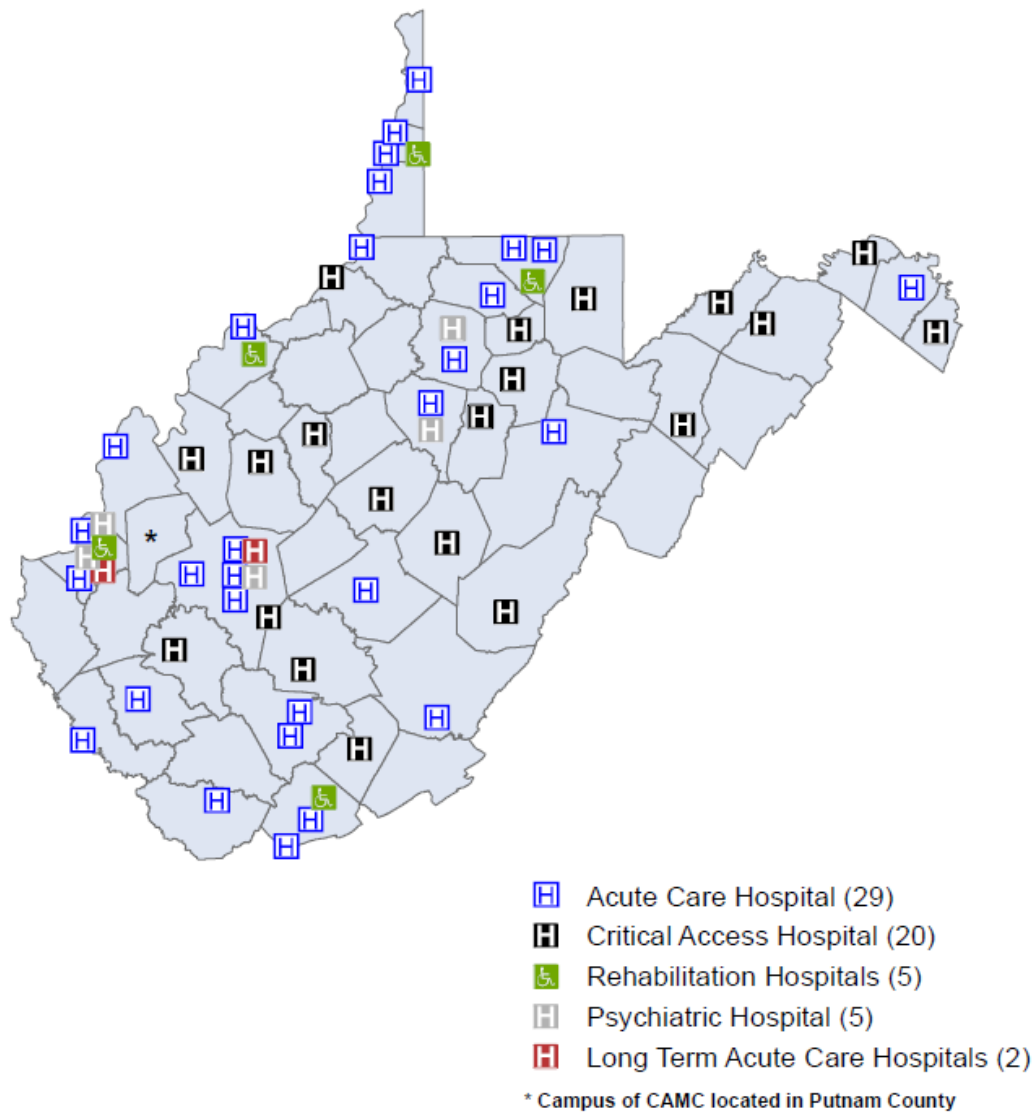 *
Acute Care Hospital (29)
Critical Access Hospital (20)
Rehabilitation Hospitals (5)
Psychiatric Hospital (5)
Long Term Acute Care Hospitals (2)
* Campus of CAMC located in Putnam County